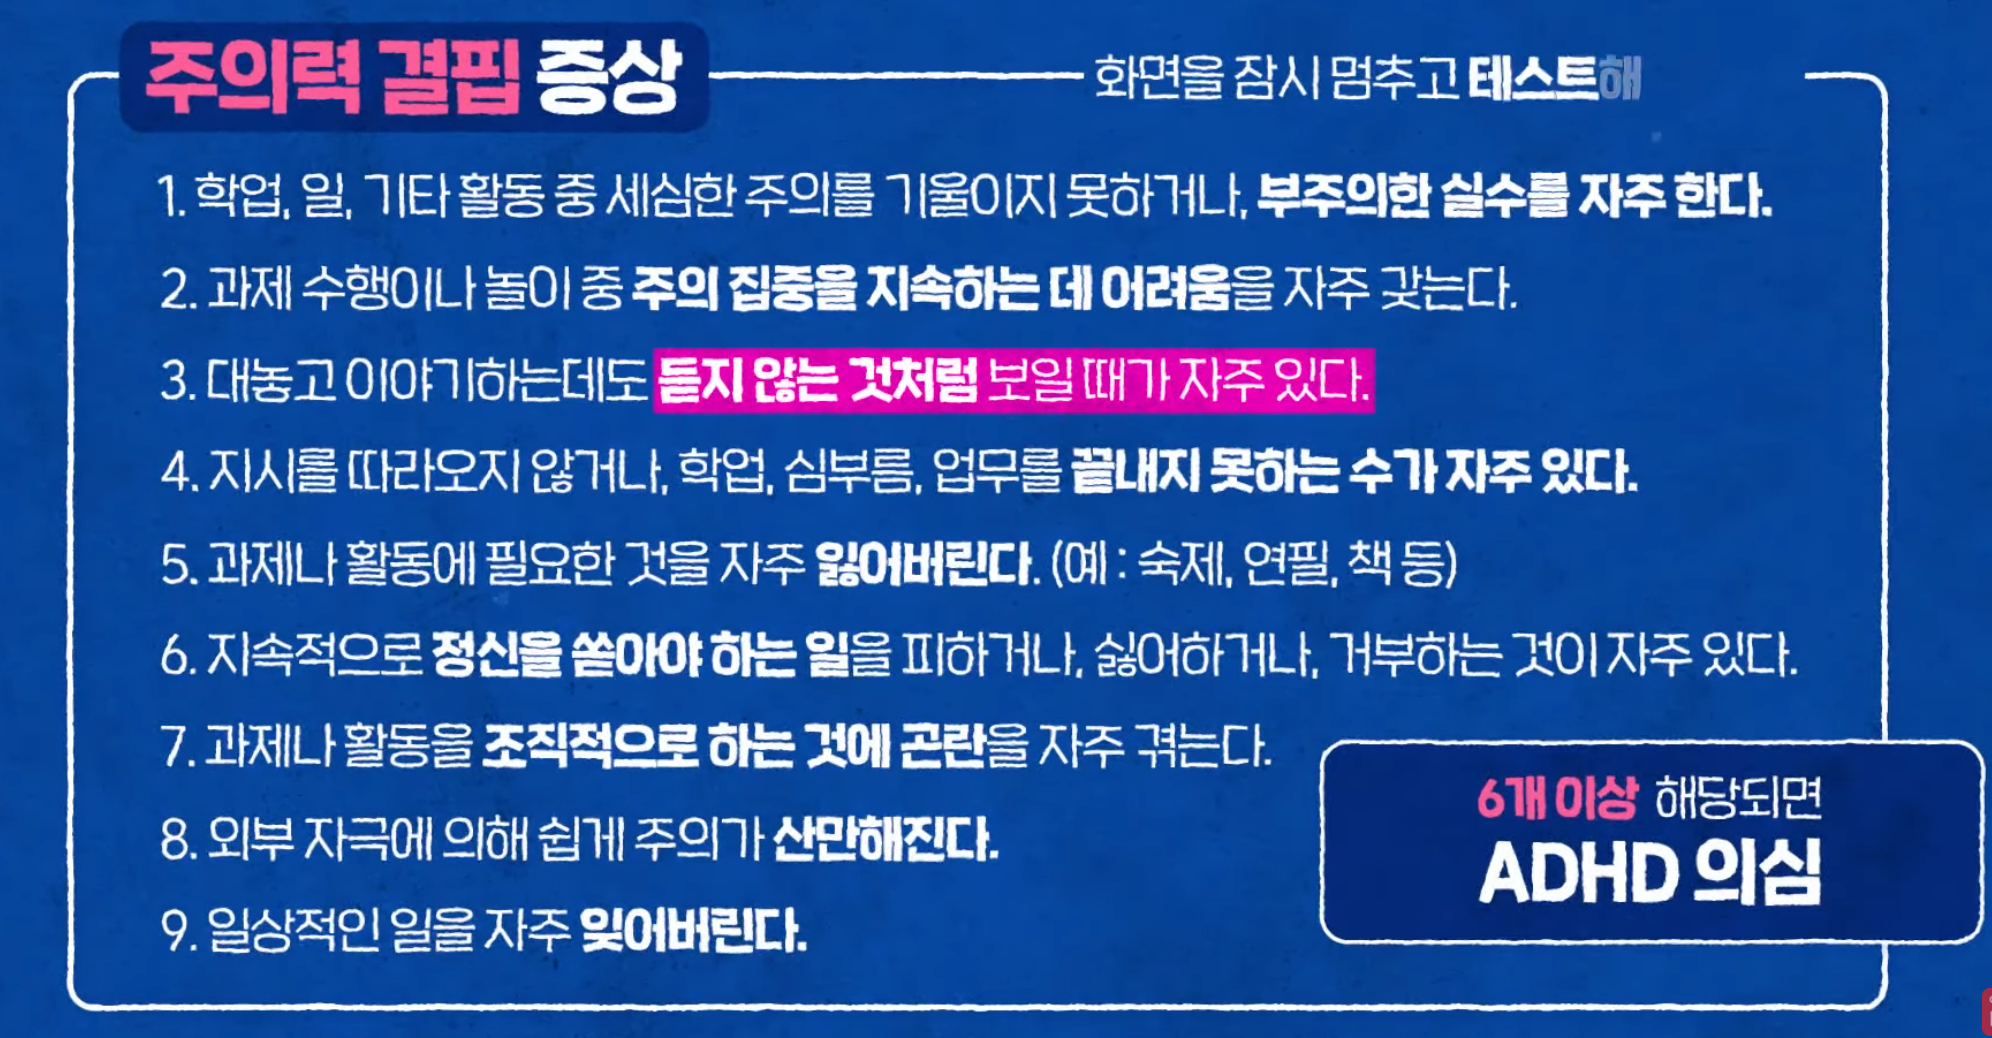 주의력 결핍 증상
화면을 잠시 멈추고 테스트해
1. 학업, 일, 기타 활동 중 세심한 주의를 기울이지 못하거나, 부주의한 실수를 자주 한다.
2. 과제 수행이나 놀이 중 주의 집중을 지속하는 데 어려움을 자주 갖는다.
3. 대놓고 이야기하는데도 듣지 않는 것처럼 보일 때가 자주 있다.
4. 지시를 따라오지 않거나, 학업, 심부름, 업무를 끝내지 못하는 수가 자주 있다.
5. 과제나 활동에 필요한 것을 자주 잃어버린다. (예 : 숙제, 연필, 책 등)
6. 지속적으로 정신을 쏟아야 하는 일을 피하거나, 싫어하거나, 거부하는 것이 자주 있다.
7. 과제나 활동을 조직적으로 하는 것에 곤란을 자주 겪는다.
8. 외부 자극에 의해 쉽게 주의가 산만해진다.
9. 일상적인 일을 자주 잊어버린다.
6개 이상 해당되면
ADHD 의심